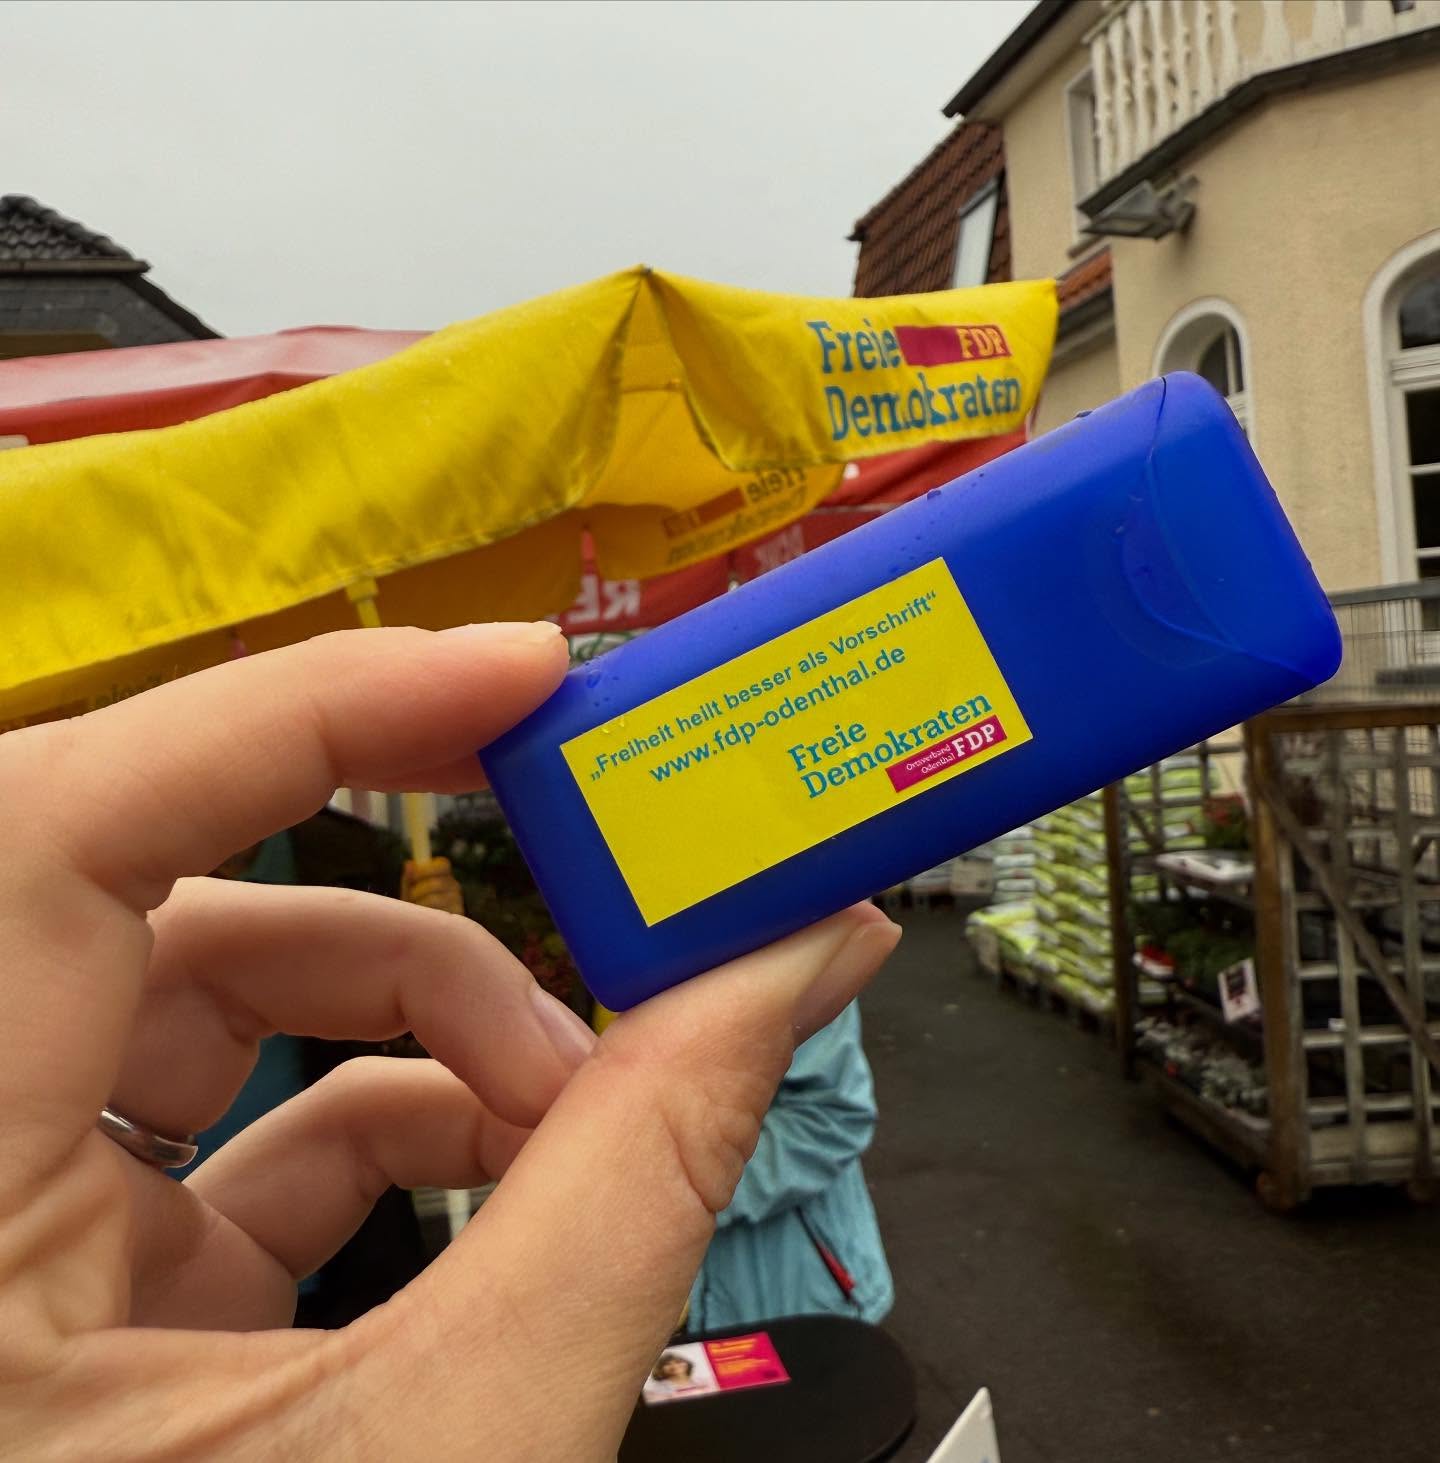 Freie FDP
Demokraten
„Freiheit heilt besser als Vorschrift“
www.fdp-odenthal.de
Freie
Demokraten
Ortsverband
Odenthal FDP